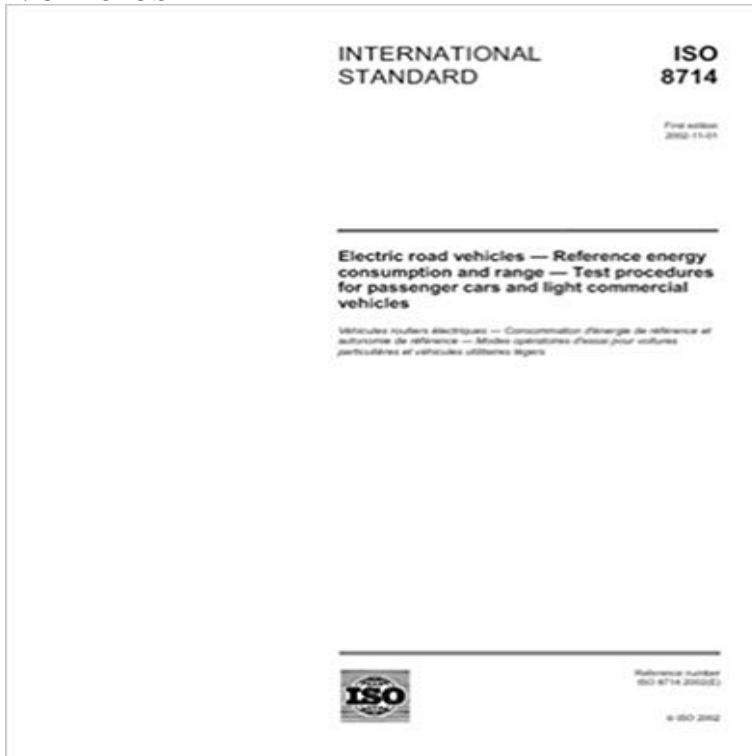 INTERNATIONAL
STANDARD
ISO
8714
First edition
2002-11-01
Electric road vehicles — Reference energy
consumption and range — Test procedures
for passenger cars and light commercial
vehicles
Véhicules routiers électriques — Consommation d'énergie de référence et
autonomie de référence — Modes opératoires d'essai pour voitures
particulières et véhicules utilitaires légers
ISO
Reference number
ISO 8714:2002(E)
© ISO 2002